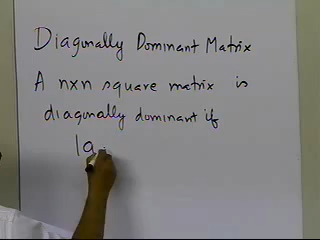 Diagonally Dominant Matrix
A nxn square matrix is
diagonally dominant if
|a